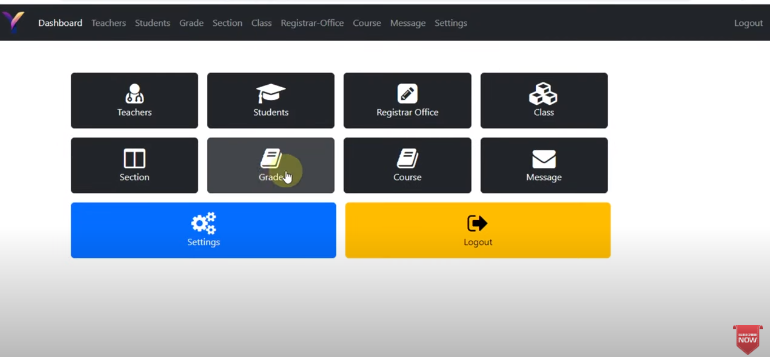 Dashboard Teachers Students Grade Section Class Registrar-Office Course Message Settings Logout
Teachers Students Registrar Office Class
Section Grade Course Message
Settings Logout
SUBSCRIBE
NOW